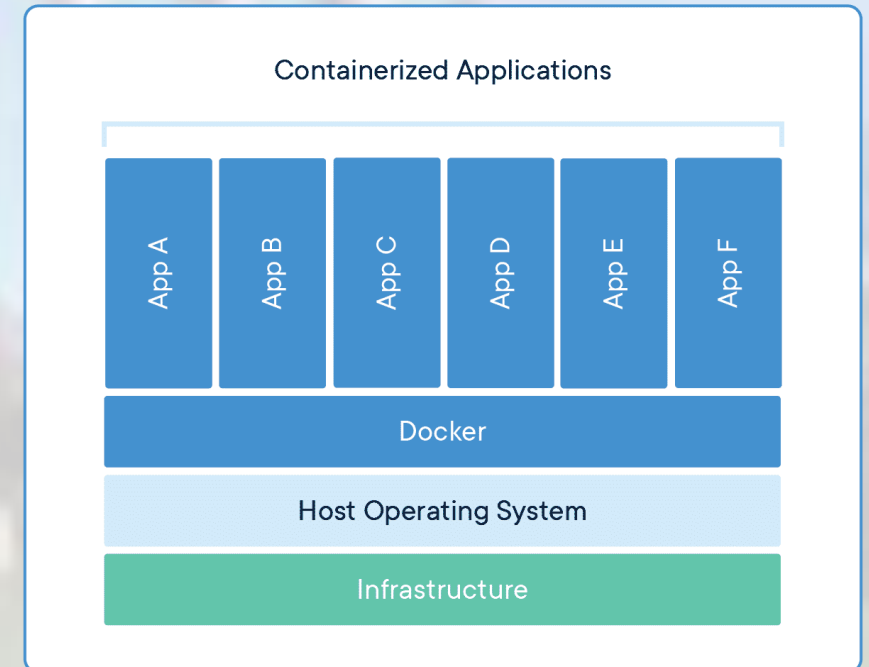 Containerized Applications
App A
App B
App C
App D
App E
App F
Docker
Host Operating System
Infrastructure